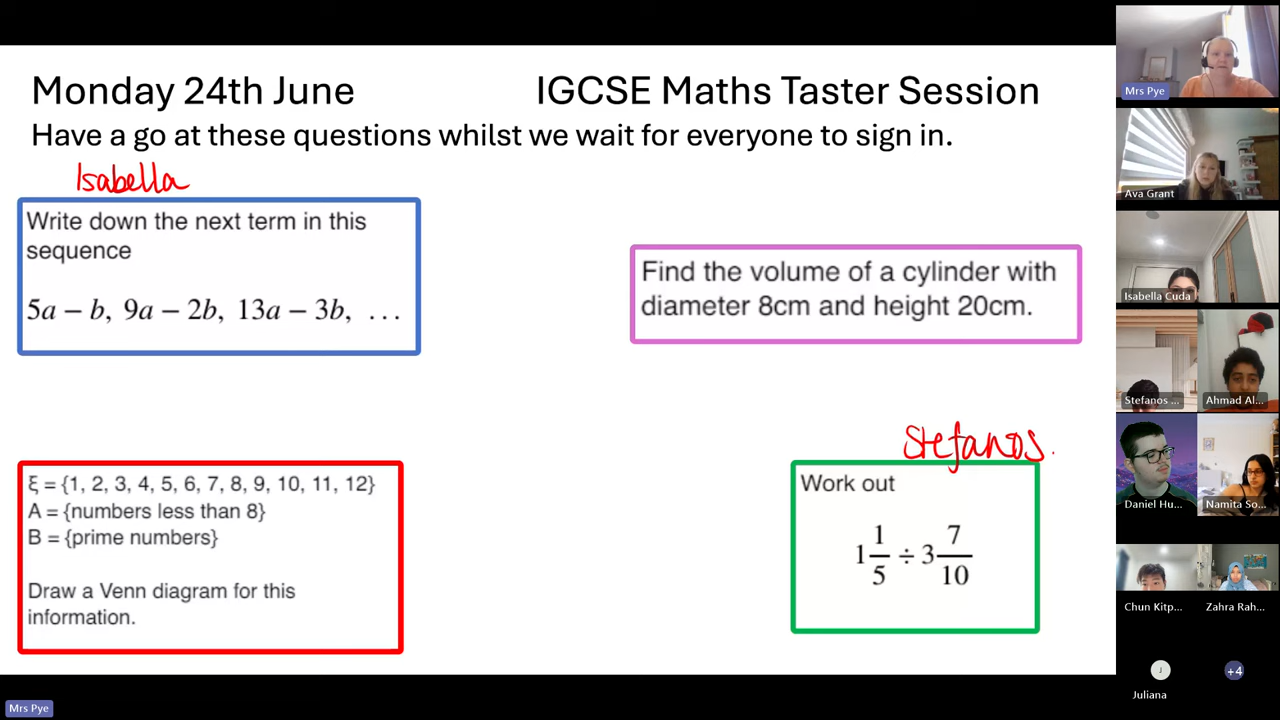 Monday 24th June
IGCSE Maths Taster Session
Have a go at these questions whilst we wait for everyone to sign in.
Isabella
Write down the next term in this
sequence
5a − b, 9a − 2b, 13a − 3b, ...
Find the volume of a cylinder with
diameter 8cm and height 20cm.
ξ = {1, 2, 3, 4, 5, 6, 7, 8, 9, 10, 11, 12}
A = {numbers less than 8}
B = {prime numbers}
Draw a Venn diagram for this
information.
Stefanos.
Work out
1 1/5 ÷ 3 7/10
Mrs Pye
Mrs Pye
Ava Grant
Isabella Cuda
Stefanos ...
Ahmad Al...
Daniel Hu...
Namita So...
Chun Kitp...
Zahra Rah...
J
Juliana
+4